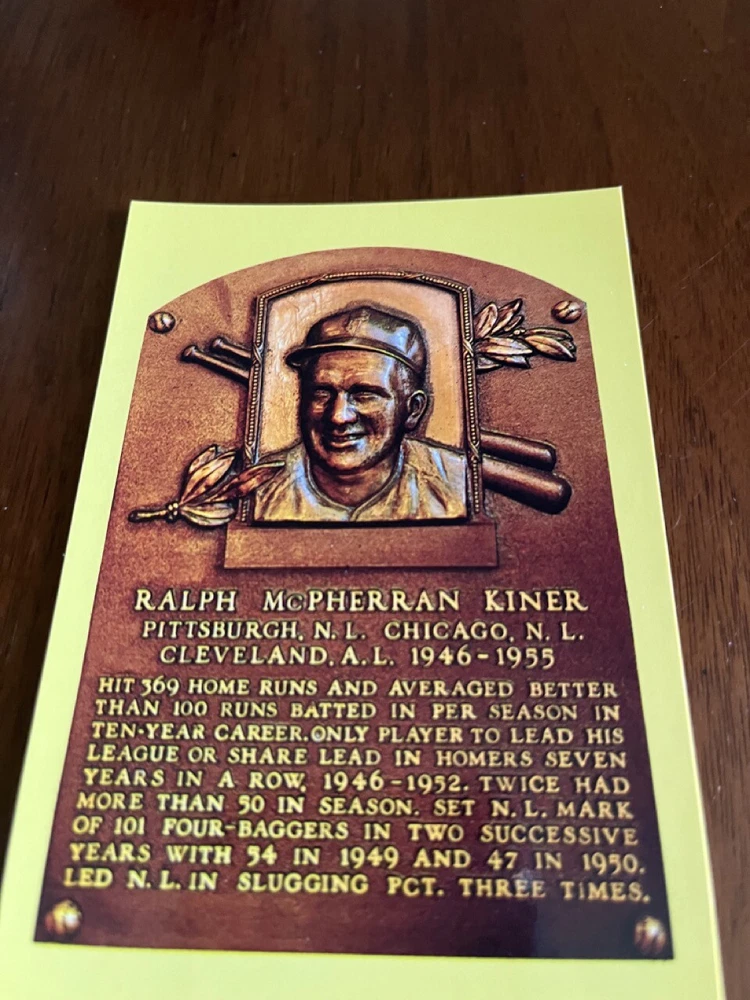 RALPH McPHERRAN KINER
PITTSBURGH, N. L. CHICAGO, N. L.
CLEVELAND, A. L. 1946-1955
HIT 369 HOME RUNS AND AVERAGED BETTER
THAN 100 RUNS BATTED IN PER SEASON IN
TEN-YEAR CAREER. ONLY PLAYER TO LEAD HIS
LEAGUE OR SHARE LEAD IN HOMERS SEVEN
YEARS IN A ROW, 1946-1952. TWICE HAD
MORE THAN 50 IN SEASON. SET N. L. MARK
OF 101 FOUR-BAGGERS IN TWO SUCCESSIVE
YEARS WITH 54 IN 1949 AND 47 IN 1950.
LED N. L. IN SLUGGING PCT. THREE TIMES.